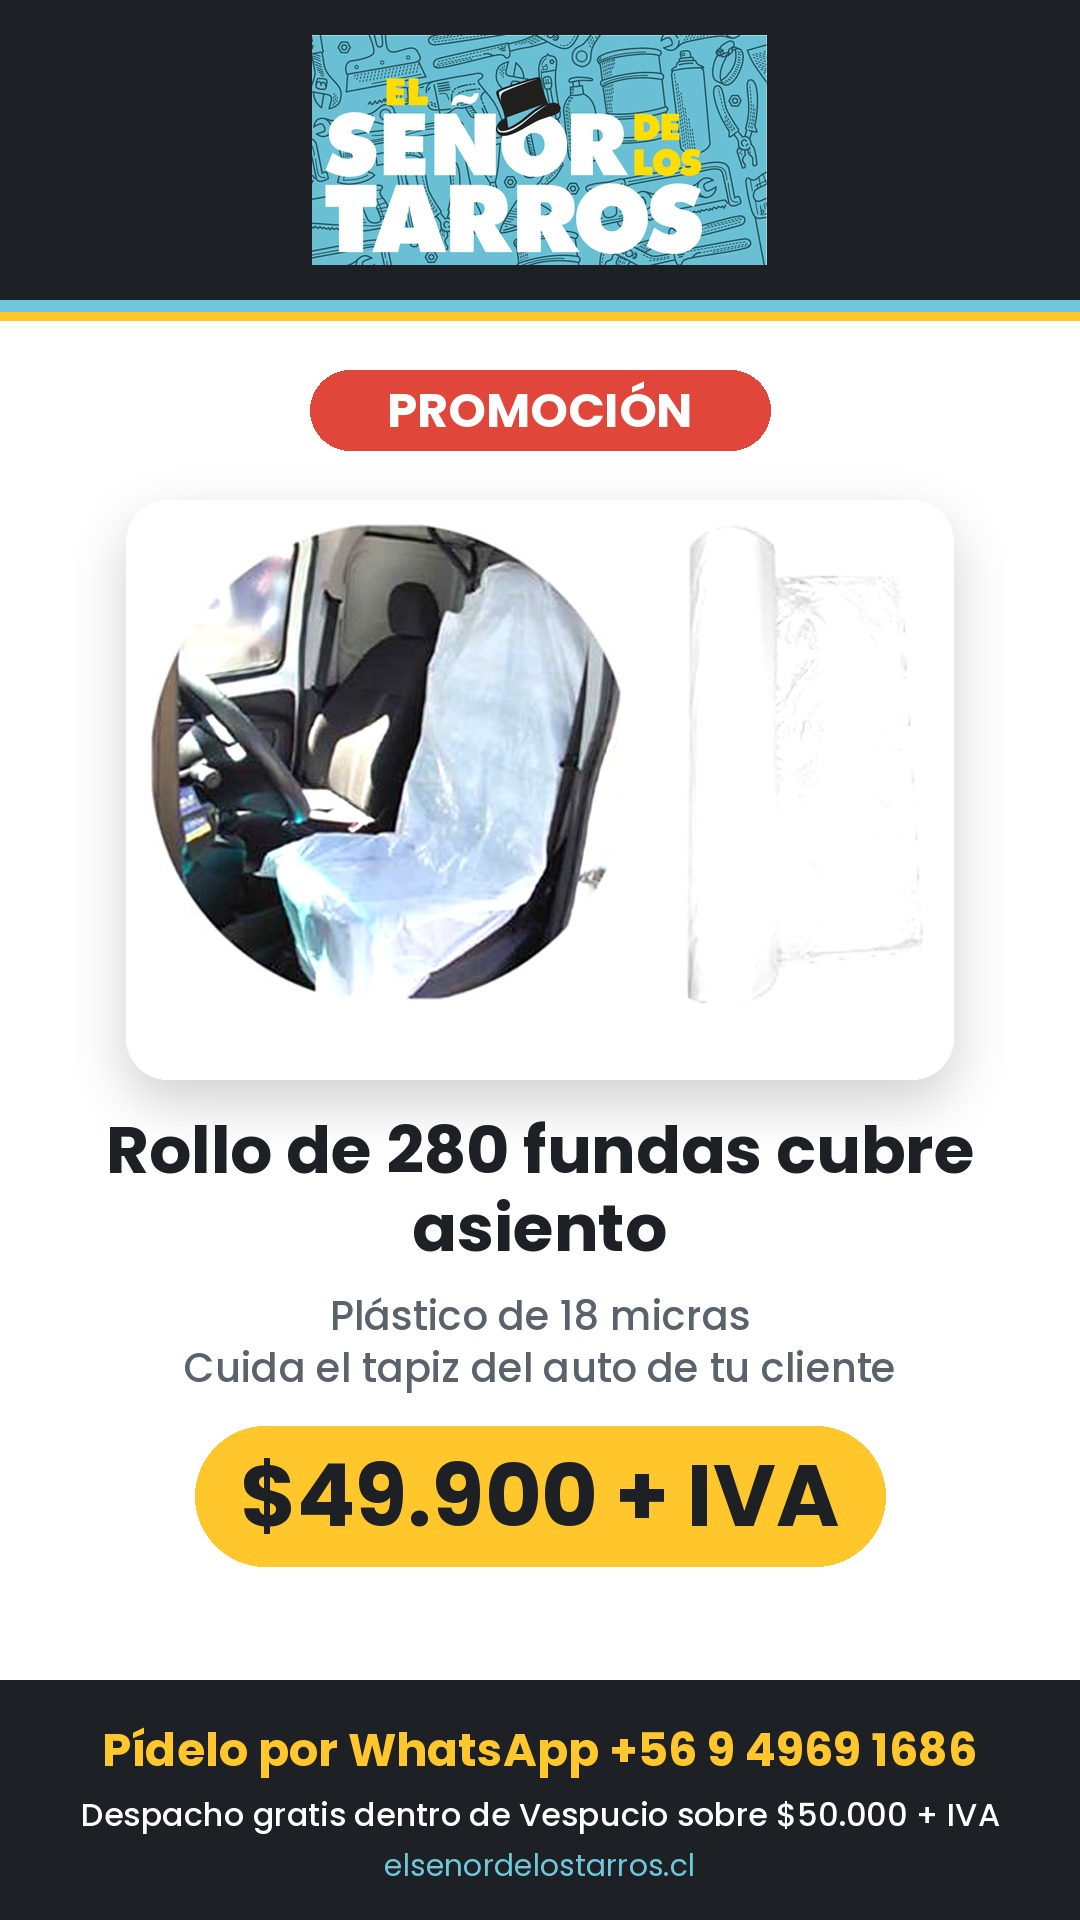 EL
SEÑOR DE LOS
TARROS
PROMOCIÓN
Rollo de 280 fundas cubre
asiento
Plástico de 18 micras
Cuida el tapiz del auto de tu cliente
$49.900 + IVA
Pídelo por WhatsApp +56 9 4969 1686
Despacho gratis dentro de Vespucio sobre $50.000 + IVA
elsenordelostarros.cl